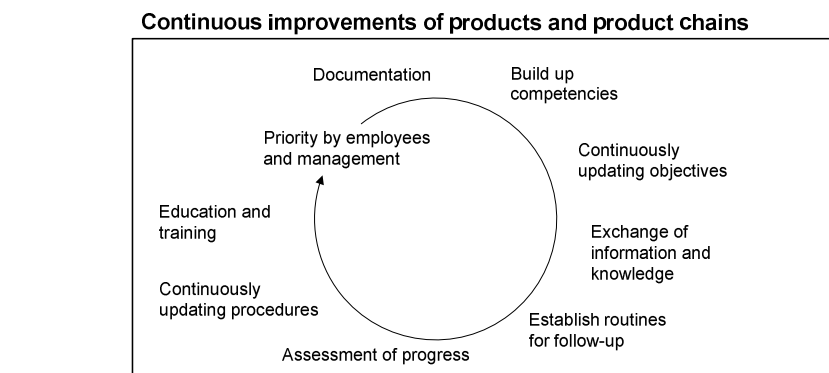 Continuous improvements of products and product chains
Documentation
Build up
competencies
Priority by employees
and management
Continuously
updating objectives
Education and
training
Exchange of
information and
knowledge
Continuously
updating procedures
Establish routines
for follow-up
Assessment of progress